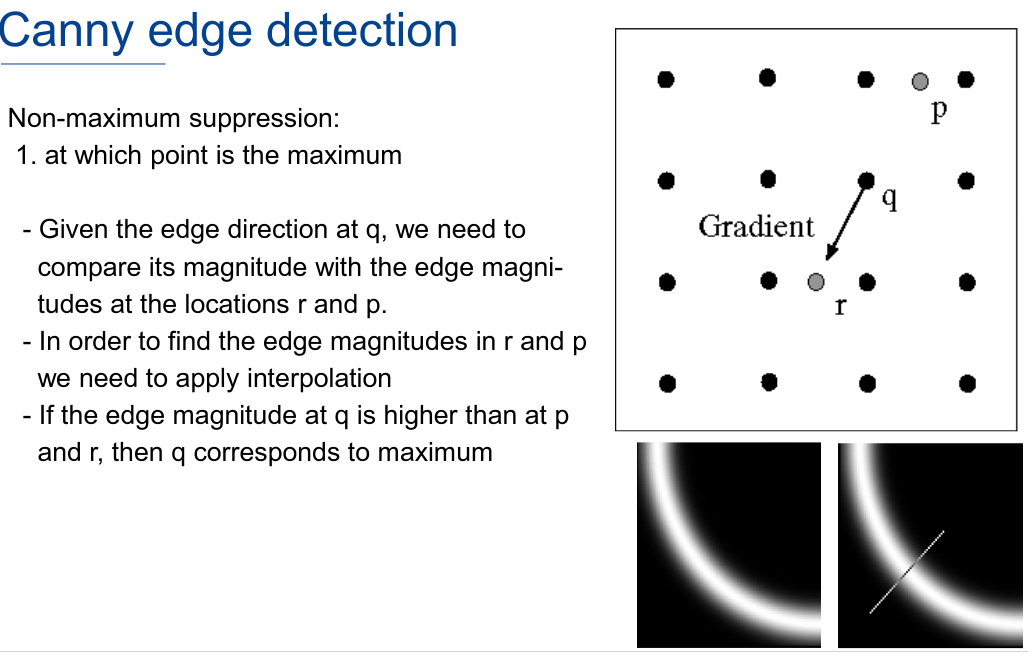 Canny edge detection
Non-maximum suppression:
1. at which point is the maximum
- Given the edge direction at q, we need to
compare its magnitude with the edge magni-
tudes at the locations r and p.
- In order to find the edge magnitudes in r and p
we need to apply interpolation
- If the edge magnitude at q is higher than at p
and r, then q corresponds to maximum
p
q
Gradient
r